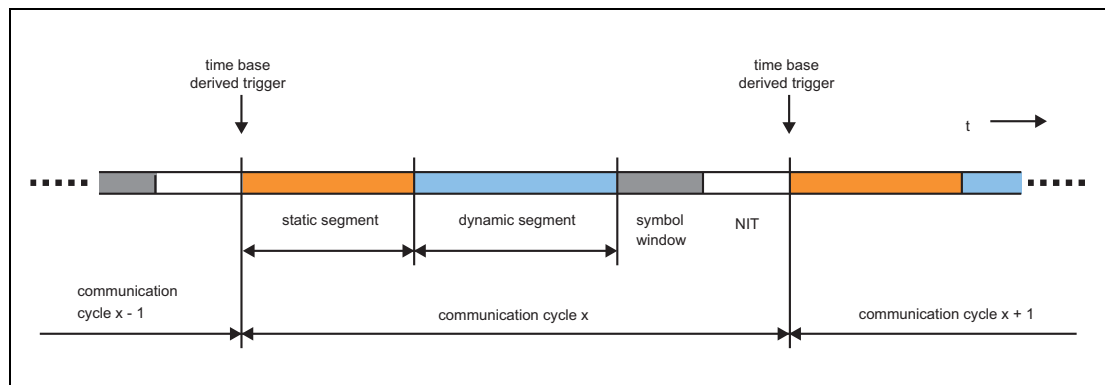 time base
derived trigger
time base
derived trigger
t
static segment
dynamic segment
symbol
window
NIT
communication
cycle x - 1
communication cycle x
communication cycle x + 1